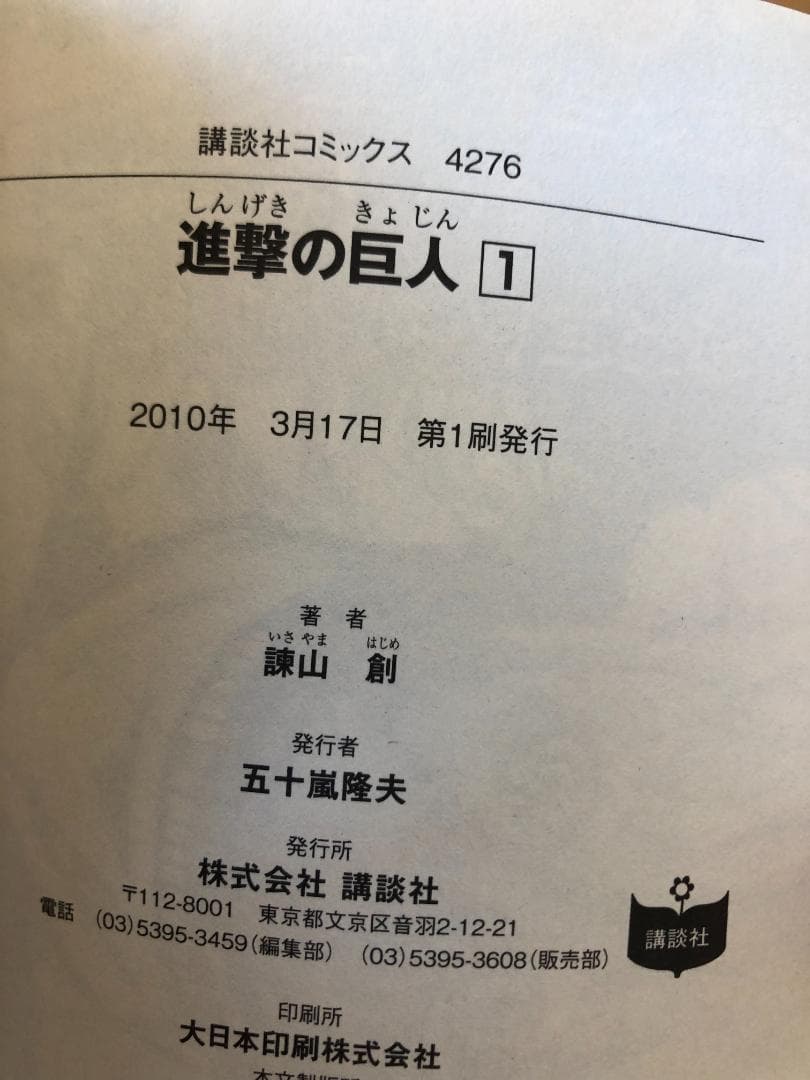 講談社コミックス 4276
しんげき きょじん
進撃の巨人 1
2010年 3月17日 第1刷発行
著者
いさやま はじめ
諫山 創
発行者
五十嵐隆夫
発行所
株式会社 講談社
〒112-8001 東京都文京区音羽2-12-21
電話 (03)5395-3459(編集部) (03)5395-3608(販売部)
講談社
印刷所
大日本印刷株式会社